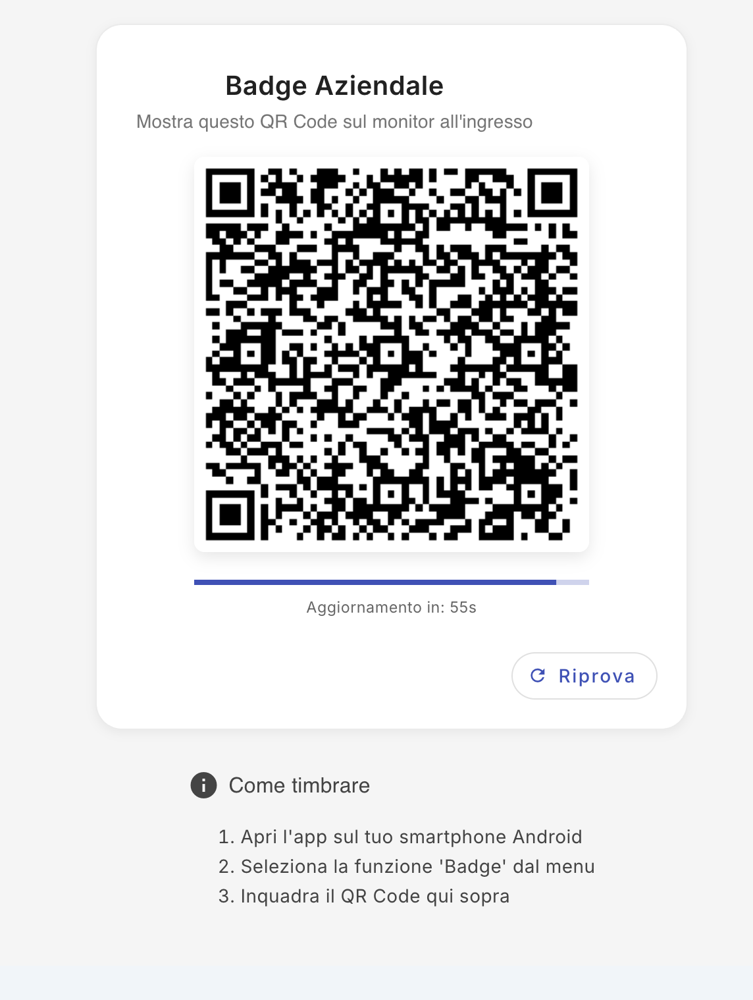 Badge Aziendale
Mostra questo QR Code sul monitor all'ingresso
Aggiornamento in: 55s
Riprova
Come timbrare
1. Apri l'app sul tuo smartphone Android
2. Seleziona la funzione 'Badge' dal menu
3. Inquadra il QR Code qui sopra